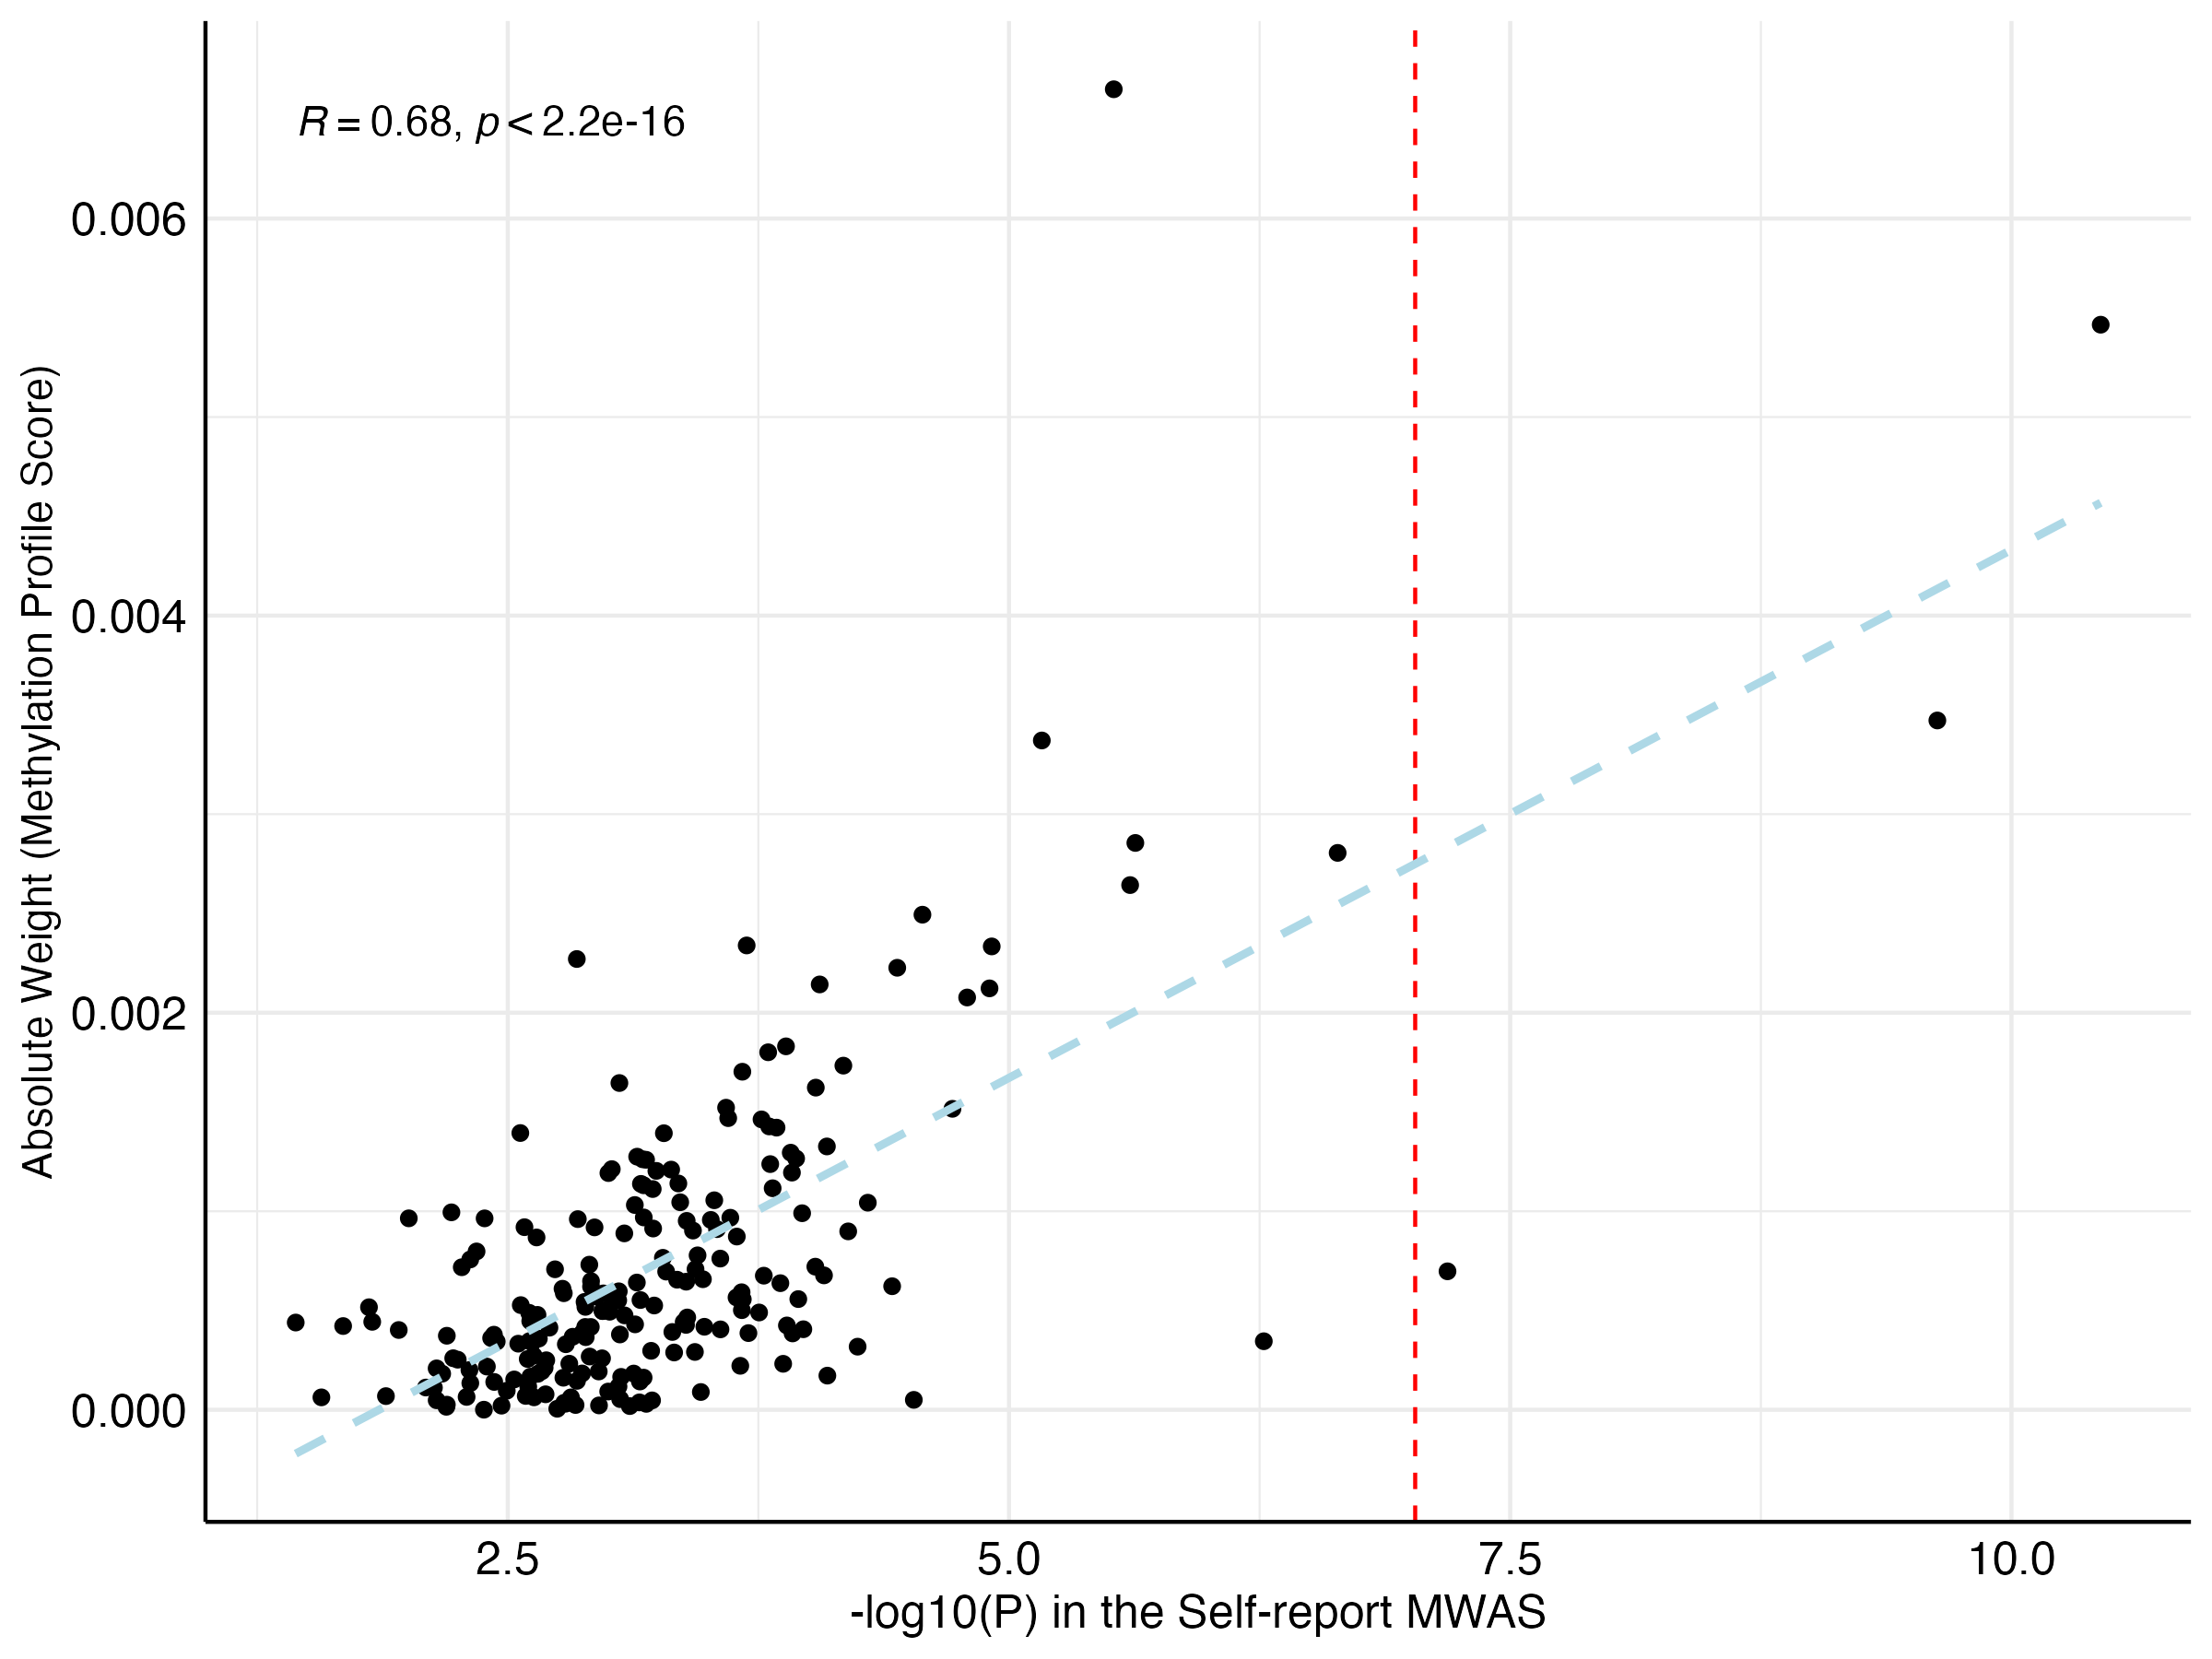 R = 0.68, p < 2.2e-16
Absolute Weight (Methylation Profile Score)
0.006
0.004
0.002
0.000
2.5 5.0 7.5 10.0
-log10(P) in the Self-report MWAS